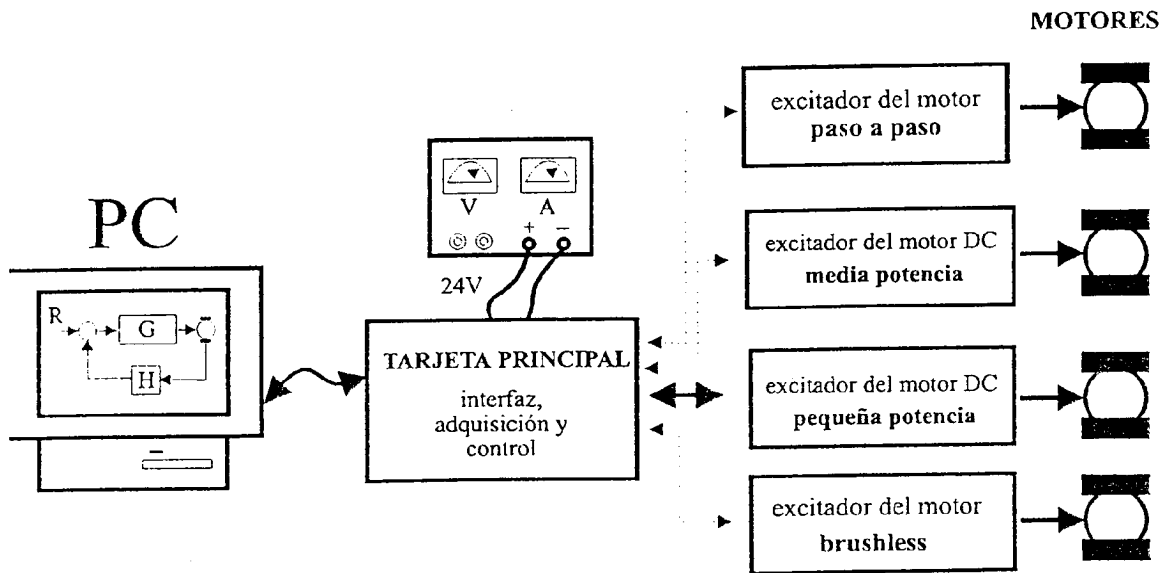 MOTORES
excitador del motor
paso a paso
V A
+ −
24V
PC
R
G
H
TARJETA PRINCIPAL
interfaz,
adquisición y
control
excitador del motor DC
media potencia
excitador del motor DC
pequeña potencia
excitador del motor
brushless